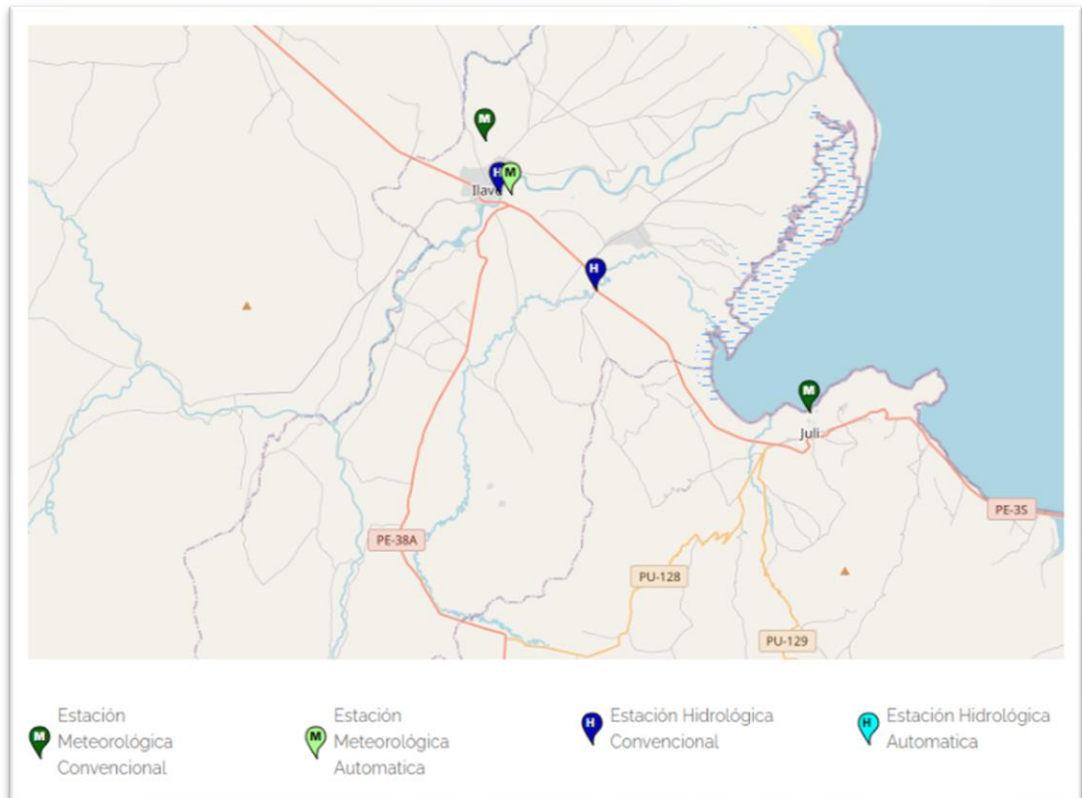 M
H M
Ilave
H
M
Juli
PE-3S
PE-38A
PU-128
PU-129
M Estación
Meteorológica
Convencional
M Estación
Meteorológica
Automatica
H Estación Hidrológica
Convencional
H Estación Hidrológica
Automatica